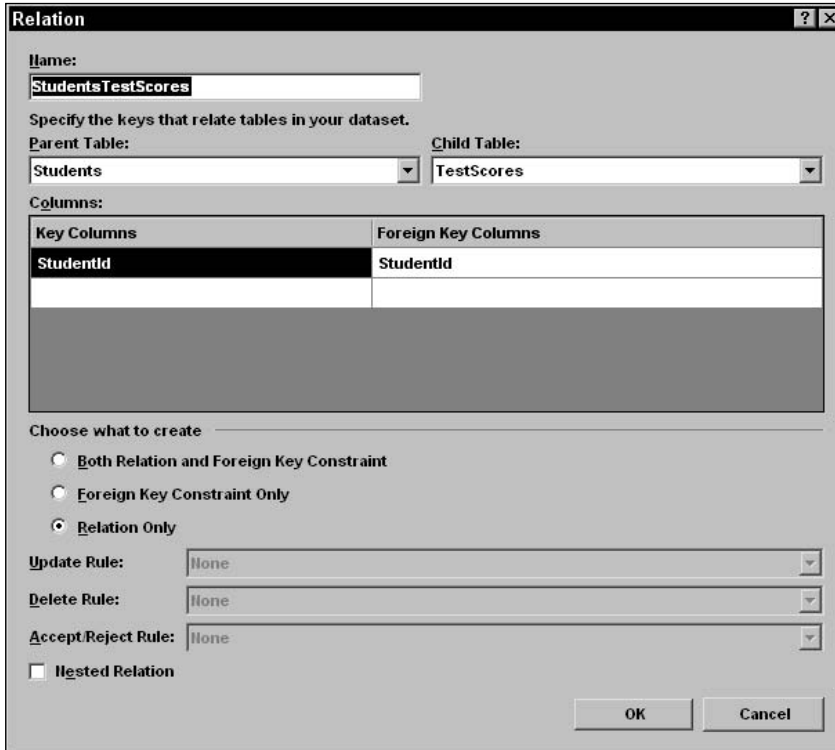 Relation
Name:
StudentsTestScores
Specify the keys that relate tables in your dataset.
Parent Table: Child Table:
Students TestScores
Columns:
Key Columns Foreign Key Columns
StudentId StudentId
Choose what to create
Both Relation and Foreign Key Constraint
Foreign Key Constraint Only
Relation Only
Update Rule: None
Delete Rule: None
Accept/Reject Rule: None
Nested Relation
OK Cancel